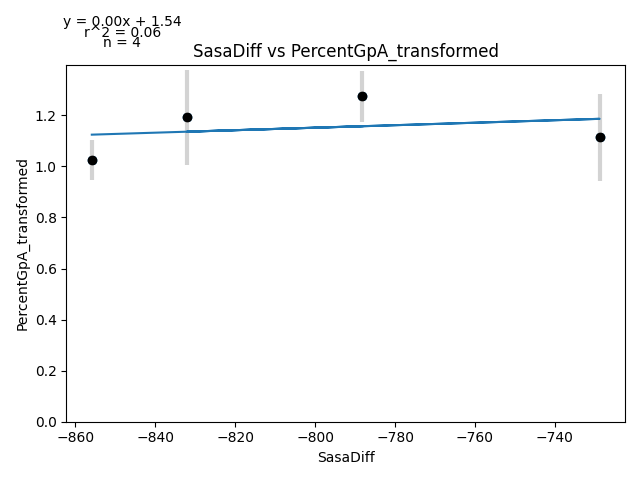 y = 0.00x + 1.54
r^2 = 0.06
n = 4
SasaDiff vs PercentGpA_transformed
PercentGpA_transformed
1.2
1.0
0.8
0.6
0.4
0.2
0.0
−860
−840
−820
−800
−780
−760
−740
SasaDiff